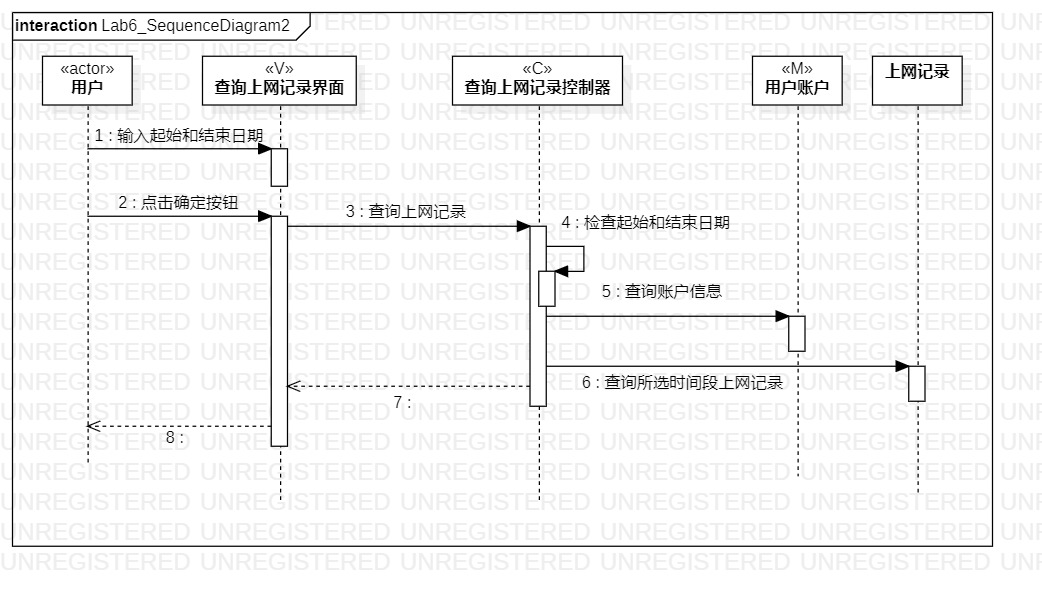 interaction Lab6_SequenceDiagram2
«actor»
用户
«V»
查询上网记录界面
«C»
查询上网记录控制器
«M»
用户账户
上网记录
1 : 输入起始和结束日期
2 : 点击确定按钮
3 : 查询上网记录
4 : 检查起始和结束日期
5 : 查询账户信息
6 : 查询所选时间段上网记录
7 :
8 :
UNREGISTERED UNREGISTERED UNREGISTERED UNREGISTERED UNREGISTERED UNR